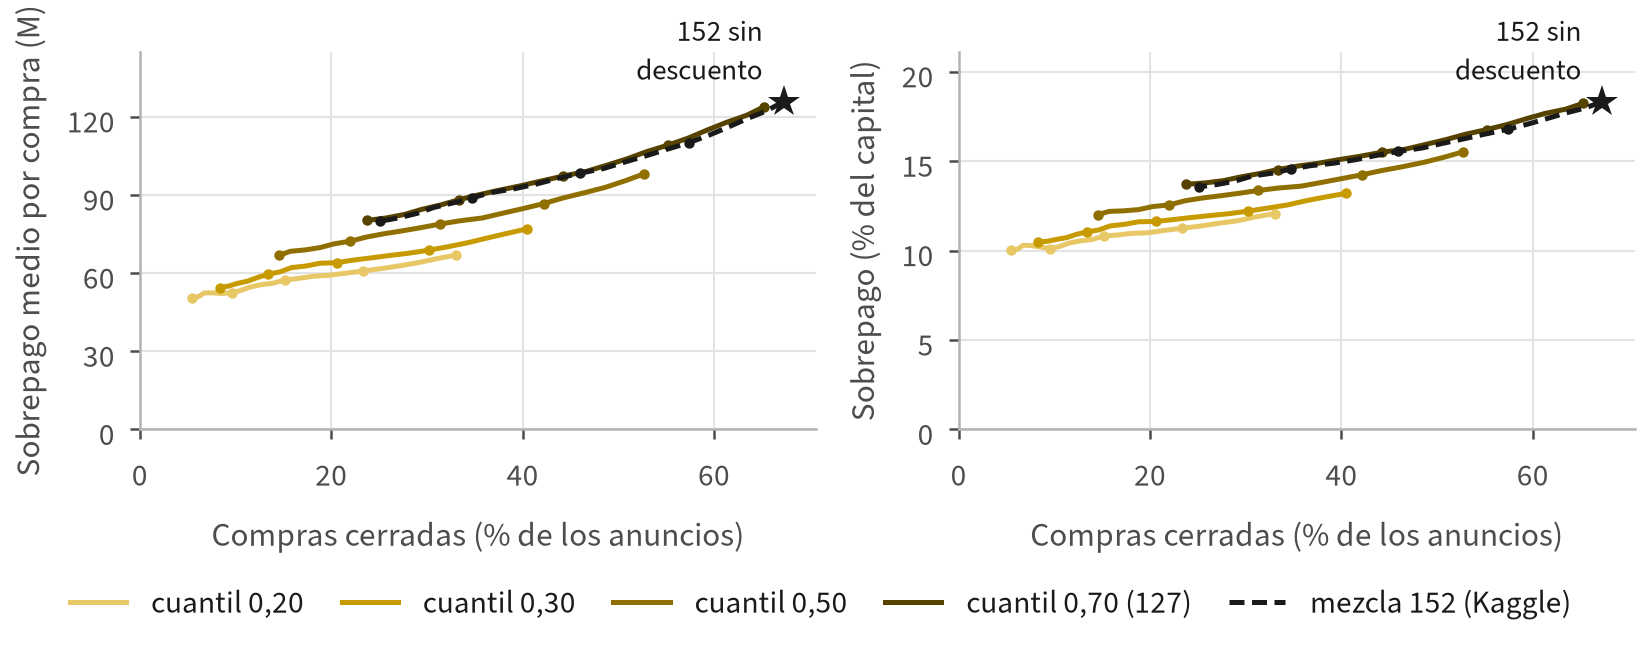 Sobrepago medio por compra (M)
152 sin
descuento
120
90
60
30
0
0
20
40
60
Compras cerradas (% de los anuncios)
Sobrepago (% del capital)
152 sin
descuento
20
15
10
5
0
0
20
40
60
Compras cerradas (% de los anuncios)
cuantil 0,20
cuantil 0,30
cuantil 0,50
cuantil 0,70 (127)
mezcla 152 (Kaggle)